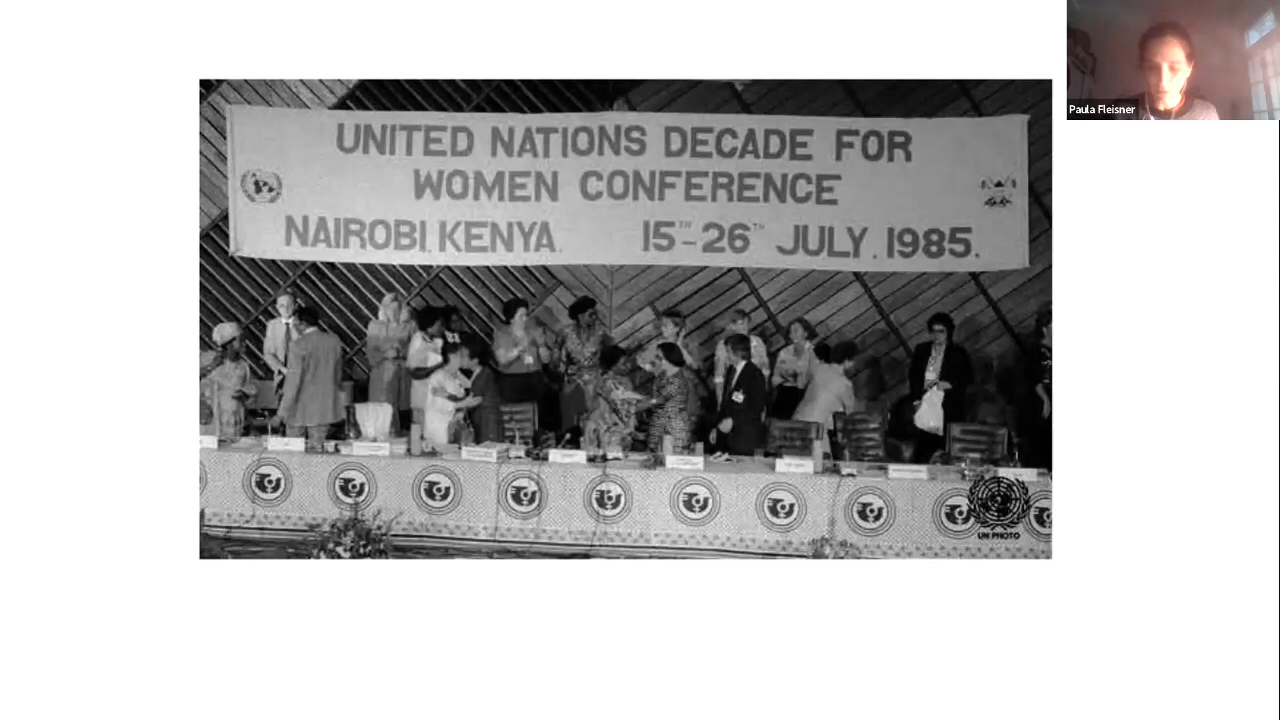 UNITED NATIONS DECADE FOR
WOMEN CONFERENCE
NAIROBI. KENYA. 15TH-26TH JULY. 1985.
UN PHOTO
Paula Fleisner